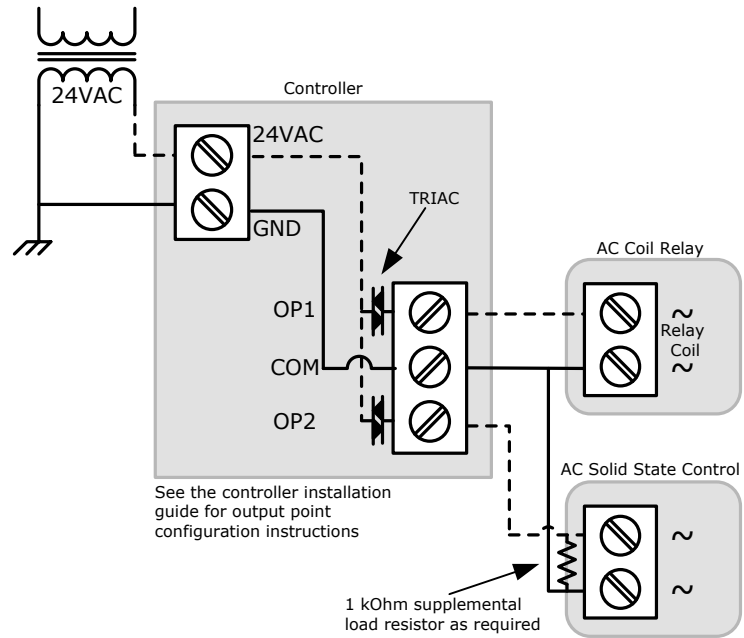 24VAC
Controller
24VAC
GND
TRIAC
OP1
COM
OP2
AC Coil Relay
~
Relay
Coil
~
See the controller installation
guide for output point
configuration instructions
AC Solid State Control
~
~
1 kOhm supplemental
load resistor as required